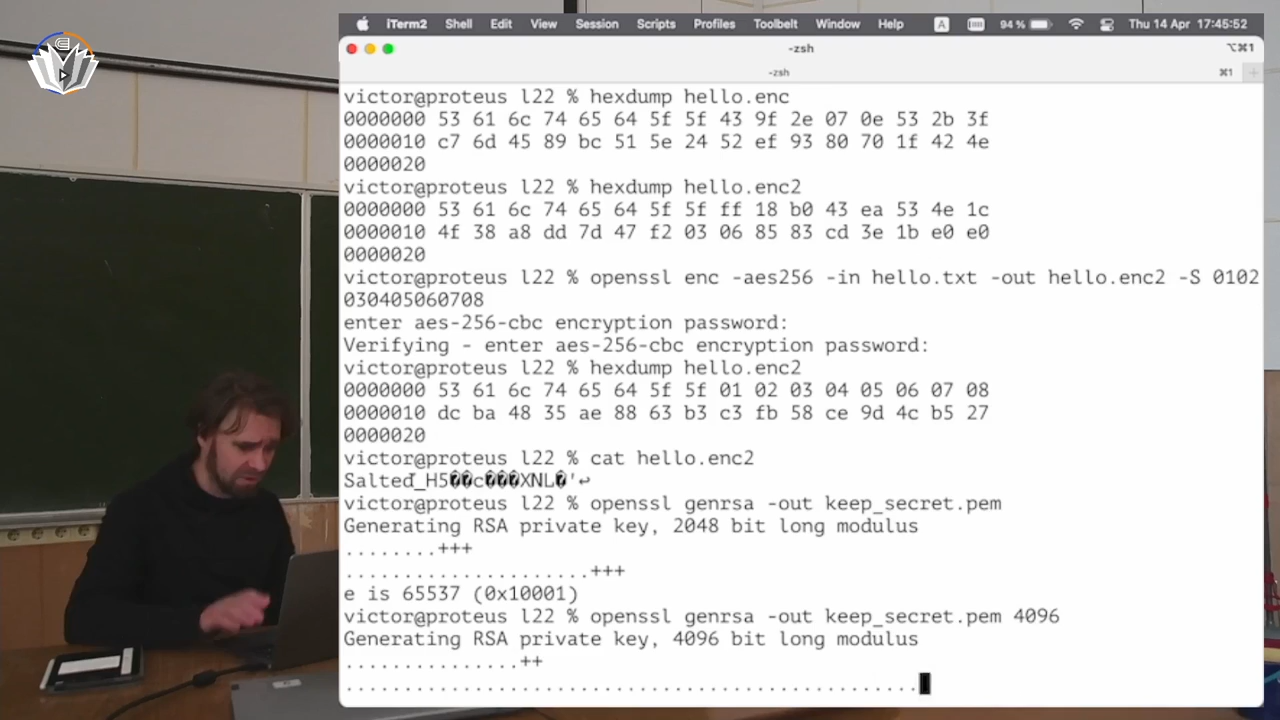 iTerm2 Shell Edit View Session Scripts Profiles Toolbelt Window Help A 94 % Thu 14 Apr 17:45:52
-zsh ⌥⌘1
-zsh ⌘1 +
victor@proteus l22 % hexdump hello.enc
0000000 53 61 6c 74 65 64 5f 5f 43 9f 2e 07 0e 53 2b 3f
0000010 c7 6d 45 89 bc 51 5e 24 52 ef 93 80 70 1f 42 4e
0000020
victor@proteus l22 % hexdump hello.enc2
0000000 53 61 6c 74 65 64 5f 5f ff 18 b0 43 ea 53 4e 1c
0000010 4f 38 a8 dd 7d 47 f2 03 06 85 83 cd 3e 1b e0 e0
0000020
victor@proteus l22 % openssl enc -aes256 -in hello.txt -out hello.enc2 -S 0102
030405060708
enter aes-256-cbc encryption password:
Verifying - enter aes-256-cbc encryption password:
victor@proteus l22 % hexdump hello.enc2
0000000 53 61 6c 74 65 64 5f 5f 01 02 03 04 05 06 07 08
0000010 dc ba 48 35 ae 88 63 b3 c3 fb 58 ce 9d 4c b5 27
0000020
victor@proteus l22 % cat hello.enc2
Salted_H5��c���XNL�'↩
victor@proteus l22 % openssl genrsa -out keep_secret.pem
Generating RSA private key, 2048 bit long modulus
........+++
.....................+++
e is 65537 (0x10001)
victor@proteus l22 % openssl genrsa -out keep_secret.pem 4096
Generating RSA private key, 4096 bit long modulus
...............++
.................................................